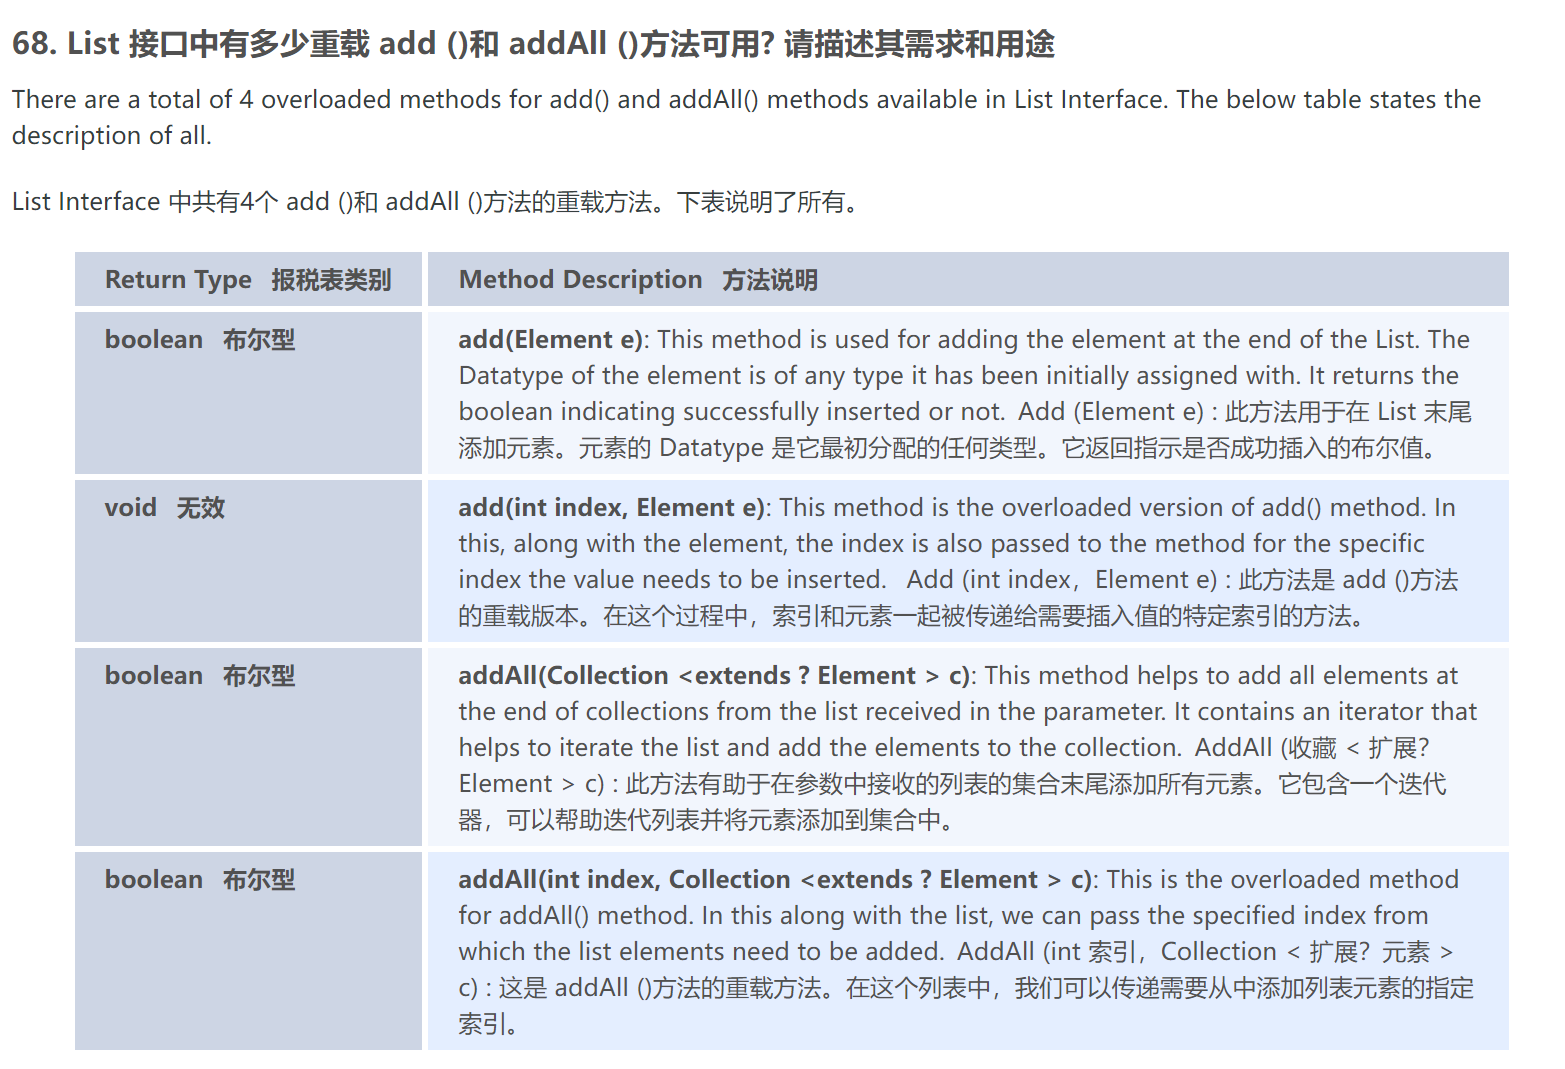 68. List 接口中有多少重载 add ()和 addAll ()方法可用? 请描述其需求和用途
There are a total of 4 overloaded methods for add() and addAll() methods available in List Interface. The below table states the
description of all.
List Interface 中共有4个 add ()和 addAll ()方法的重载方法。下表说明了所有。
Return Type 报税表类别
Method Description 方法说明
boolean 布尔型
add(Element e): This method is used for adding the element at the end of the List. The
Datatype of the element is of any type it has been initially assigned with. It returns the
boolean indicating successfully inserted or not. Add (Element e) : 此方法用于在 List 末尾
添加元素。元素的 Datatype 是它最初分配的任何类型。它返回指示是否成功插入的布尔值。
void 无效
add(int index, Element e): This method is the overloaded version of add() method. In
this, along with the element, the index is also passed to the method for the specific
index the value needs to be inserted. Add (int index，Element e) : 此方法是 add ()方法
的重载版本。在这个过程中，索引和元素一起被传递给需要插入值的特定索引的方法。
boolean 布尔型
addAll(Collection <extends ? Element > c): This method helps to add all elements at
the end of collections from the list received in the parameter. It contains an iterator that
helps to iterate the list and add the elements to the collection. AddAll (收藏 < 扩展?
Element > c) : 此方法有助于在参数中接收的列表的集合末尾添加所有元素。它包含一个迭代
器，可以帮助迭代列表并将元素添加到集合中。
boolean 布尔型
addAll(int index, Collection <extends ? Element > c): This is the overloaded method
for addAll() method. In this along with the list, we can pass the specified index from
which the list elements need to be added. AddAll (int 索引，Collection < 扩展? 元素 >
c) : 这是 addAll ()方法的重载方法。在这个列表中，我们可以传递需要从中添加列表元素的指定
索引。